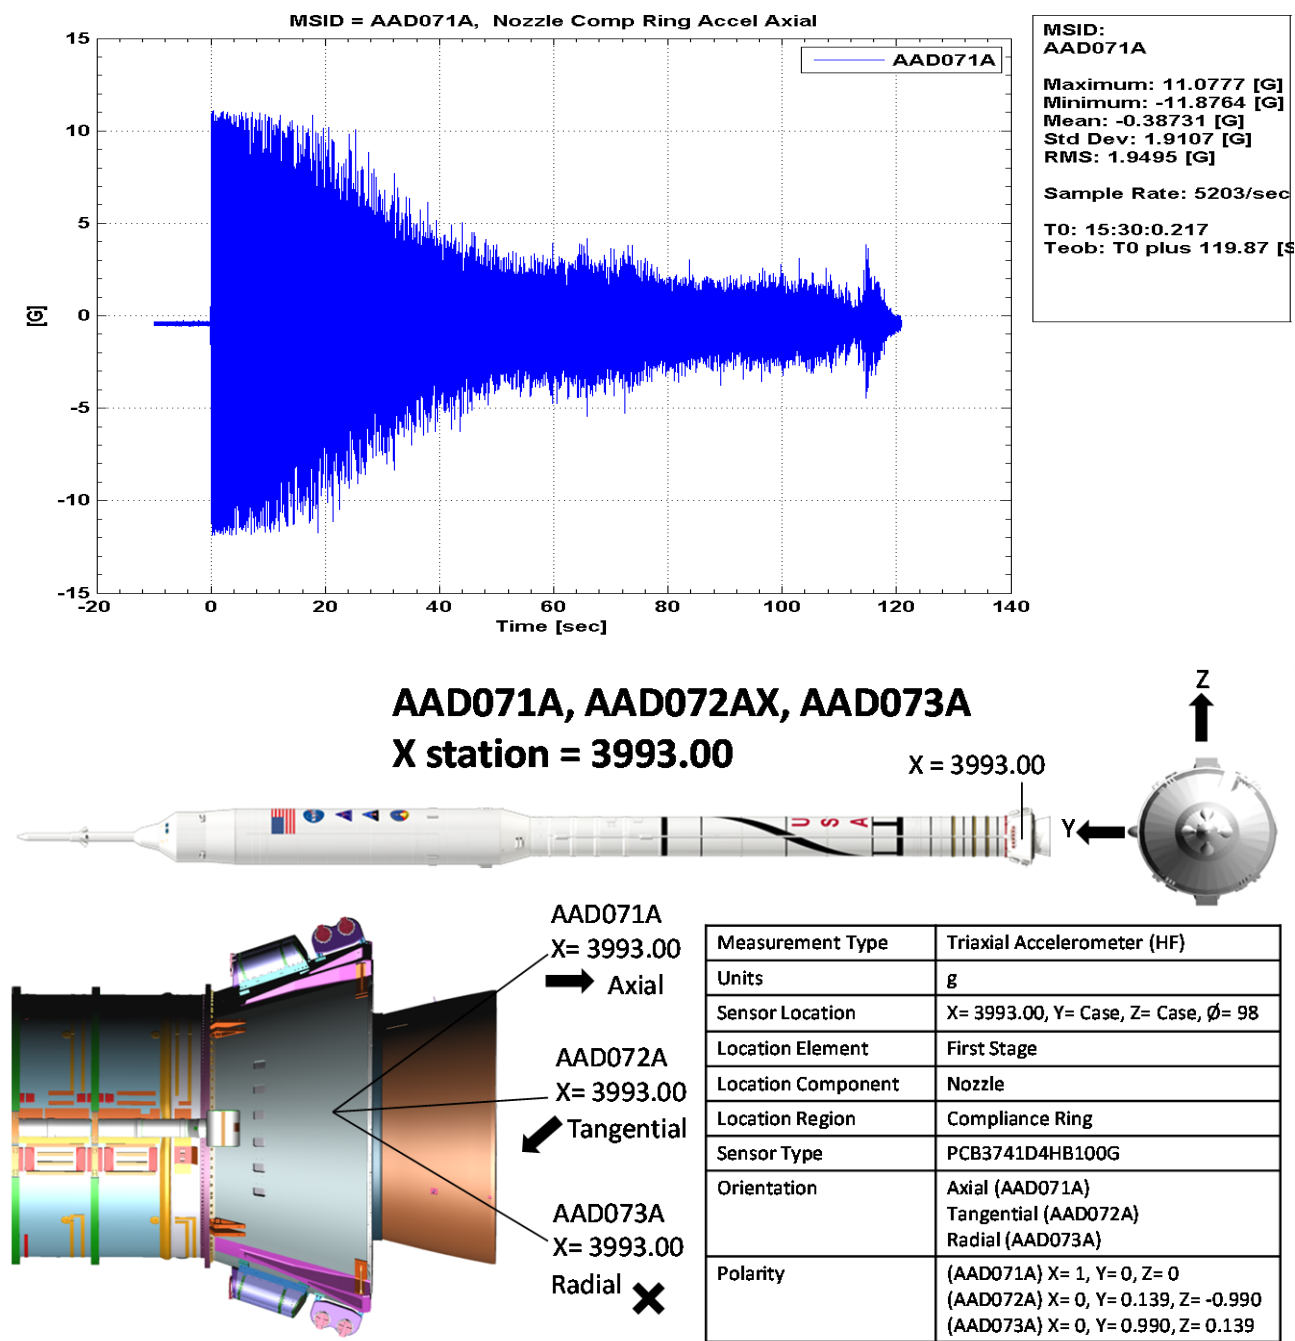 MSID = AAD071A, Nozzle Comp Ring Accel Axial
AAD071A
15
10
5
0
-5
-10
-15
[G]
-20
0
20
40
60
80
100
120
140
Time [sec]
MSID:
AAD071A
Maximum: 11.0777 [G]
Minimum: -11.8764 [G]
Mean: -0.38731 [G]
Std Dev: 1.9107 [G]
RMS: 1.9495 [G]
Sample Rate: 5203/sec
T0: 15:30:0.217
Teob: T0 plus 119.87 [S
AAD071A, AAD072AX, AAD073A
X station = 3993.00
X = 3993.00
Z
Y
USA
AAD071A
X= 3993.00
Axial
AAD072A
X= 3993.00
Tangential
AAD073A
X= 3993.00
Radial
Measurement Type Triaxial Accelerometer (HF)
Units g
Sensor Location X= 3993.00, Y= Case, Z= Case, Ø= 98
Location Element First Stage
Location Component Nozzle
Location Region Compliance Ring
Sensor Type PCB3741D4HB100G
Orientation Axial (AAD071A)
Tangential (AAD072A)
Radial (AAD073A)
Polarity (AAD071A) X= 1, Y= 0, Z= 0
(AAD072A) X= 0, Y= 0.139, Z= -0.990
(AAD073A) X= 0, Y= 0.990, Z= 0.139